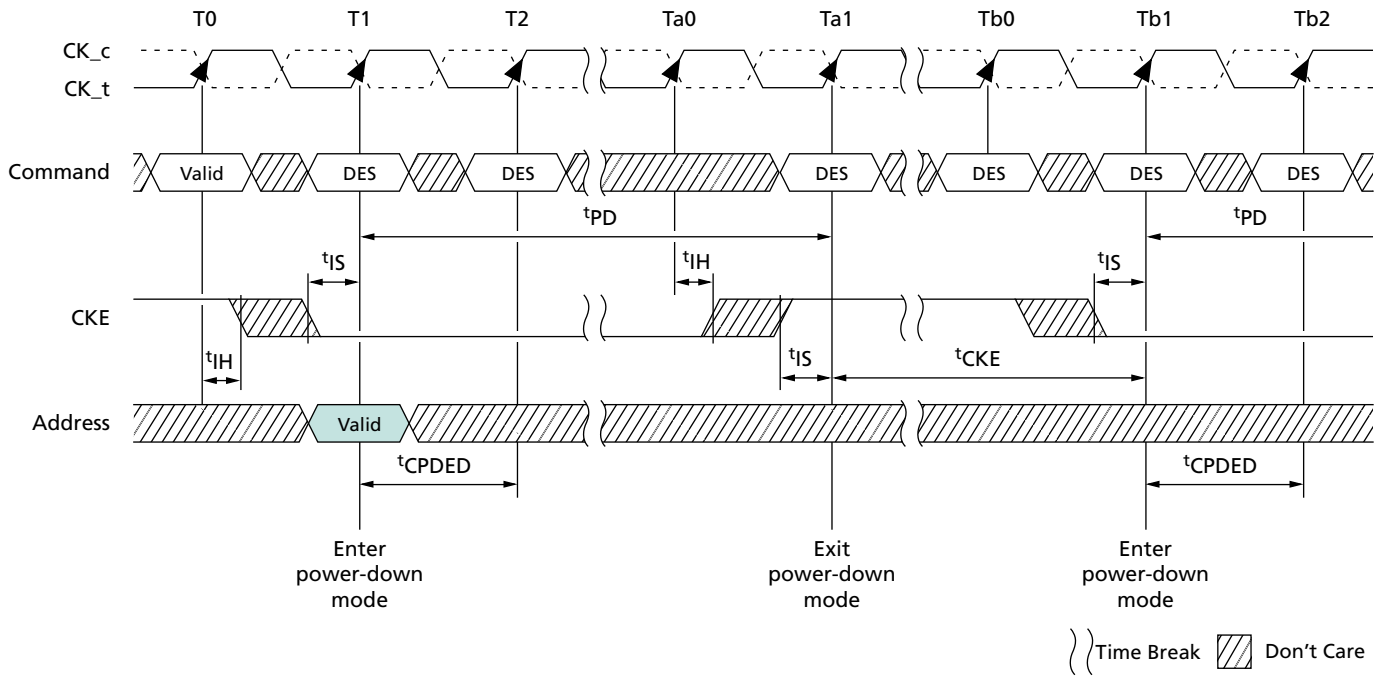 T0 T1 T2 Ta0 Ta1 Tb0 Tb1 Tb2
CK_c
CK_t
Command Valid DES DES DES DES DES DES
tPD tPD
tIS tIH tIS
CKE
tIH tIS tCKE
Address Valid
tCPDED tCPDED
Enter
power-down
mode
Exit
power-down
mode
Enter
power-down
mode
Time Break Don't Care